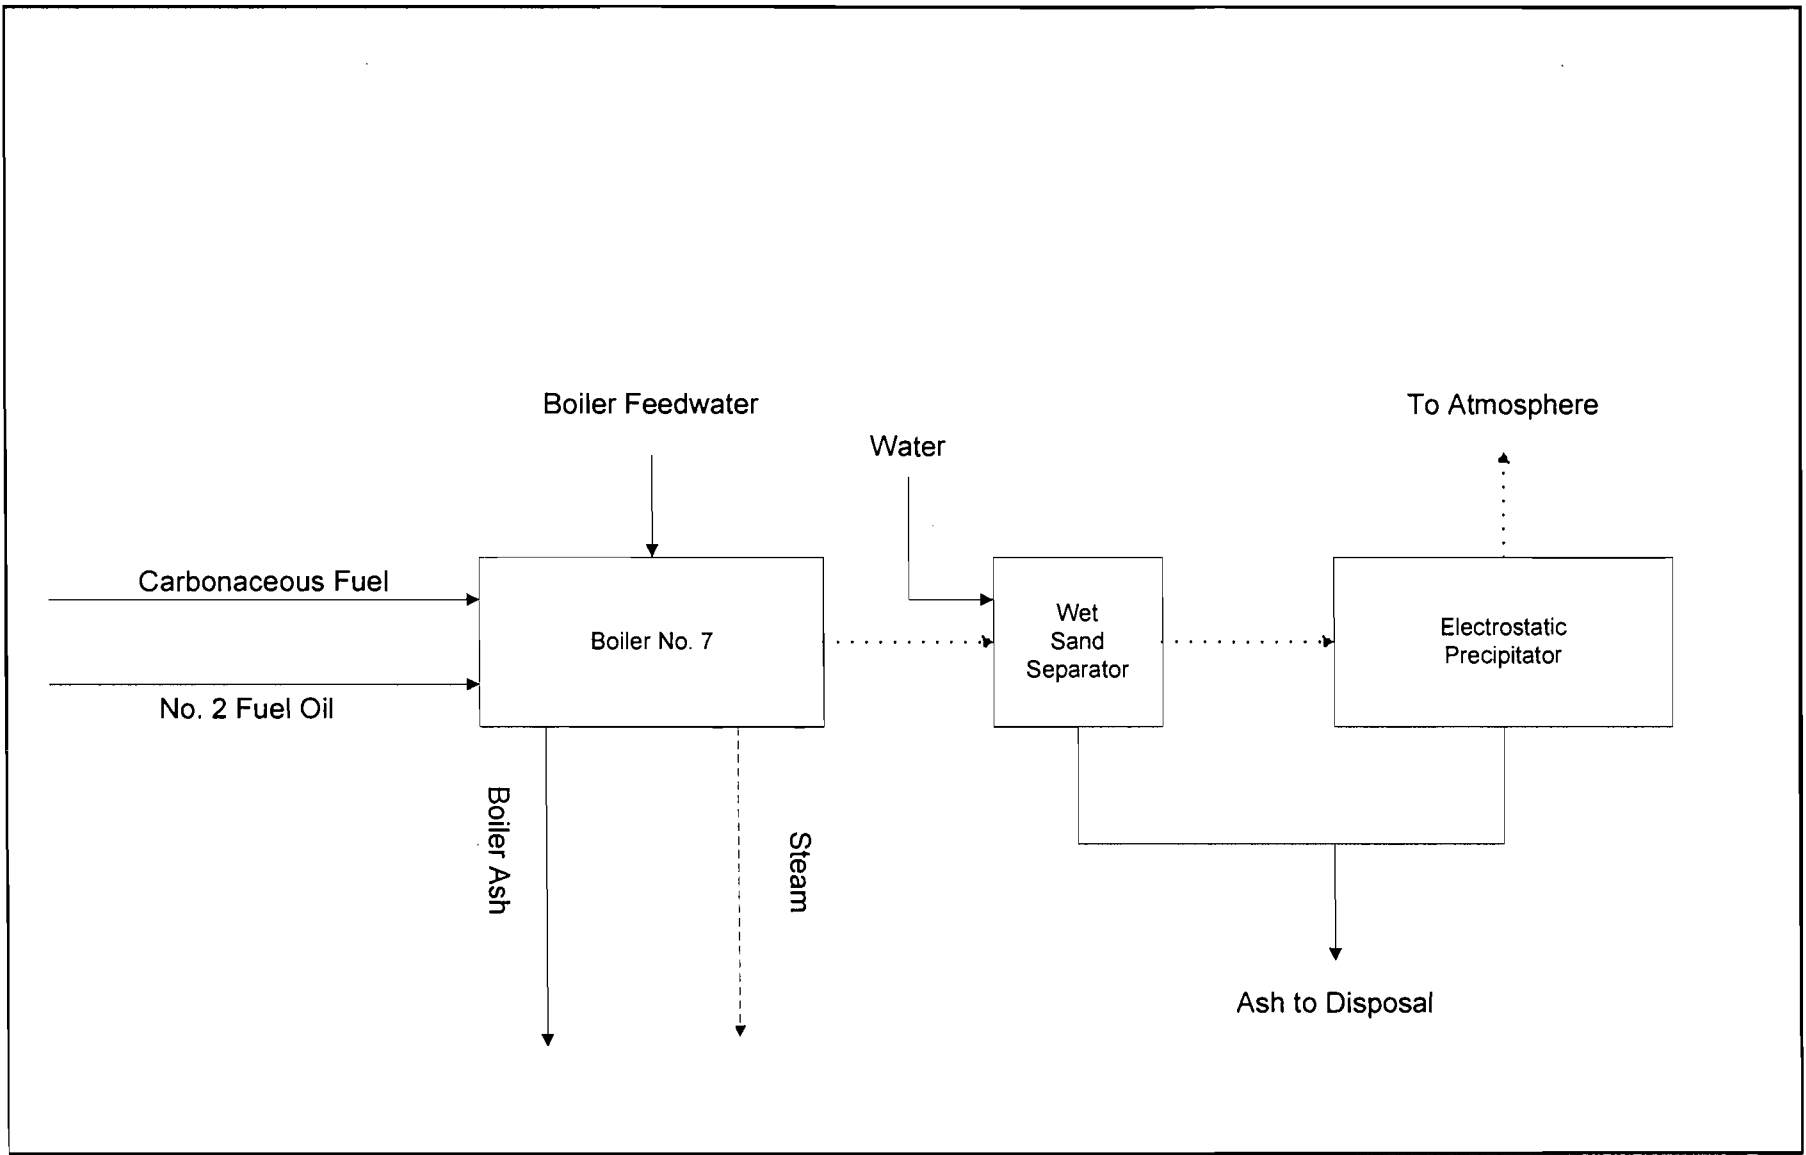 Boiler Feedwater
To Atmosphere
Water
Carbonaceous Fuel
Boiler No. 7
No. 2 Fuel Oil
Wet
Sand
Separator
Electrostatic
Precipitator
Boiler Ash
Steam
Ash to Disposal